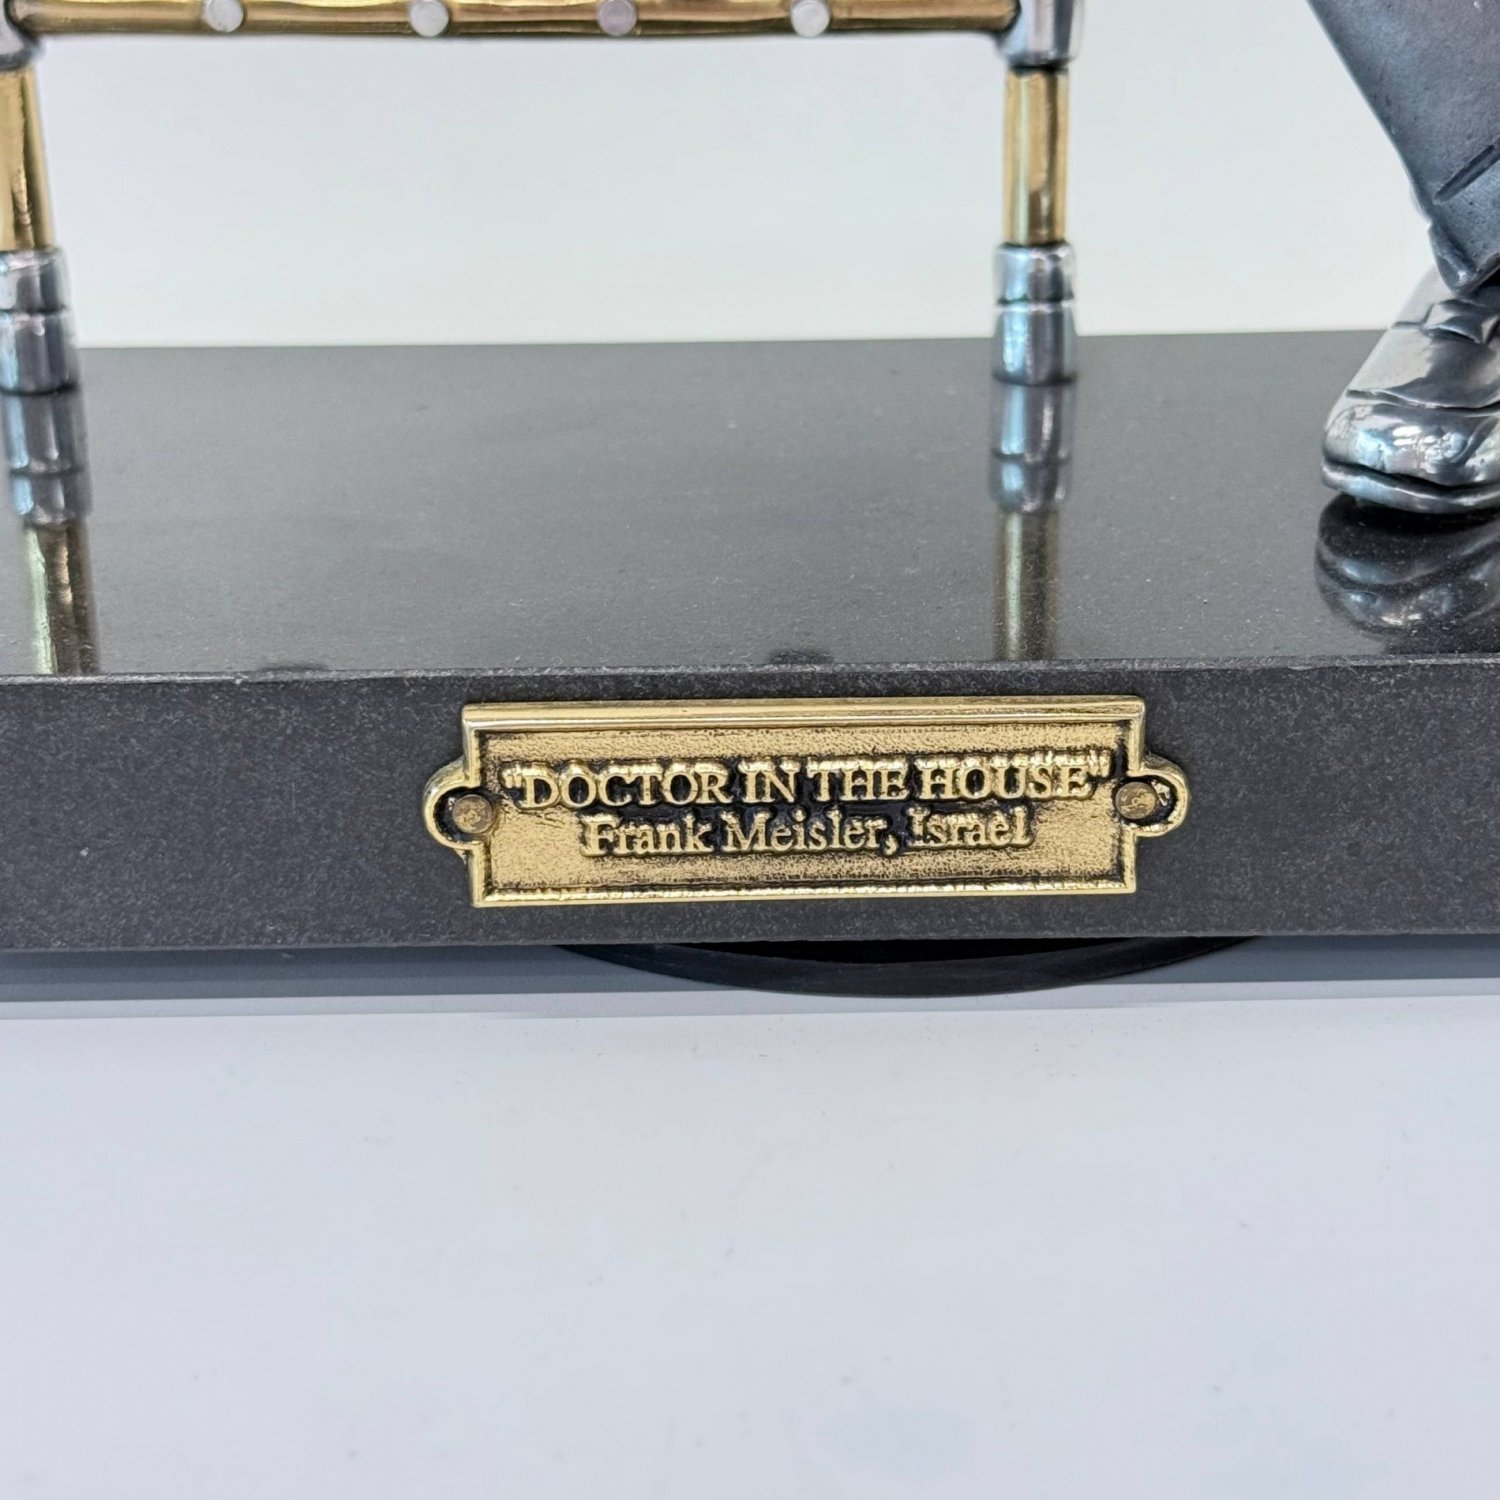 "DOCTOR IN THE HOUSE"
Frank Meisler, Israel